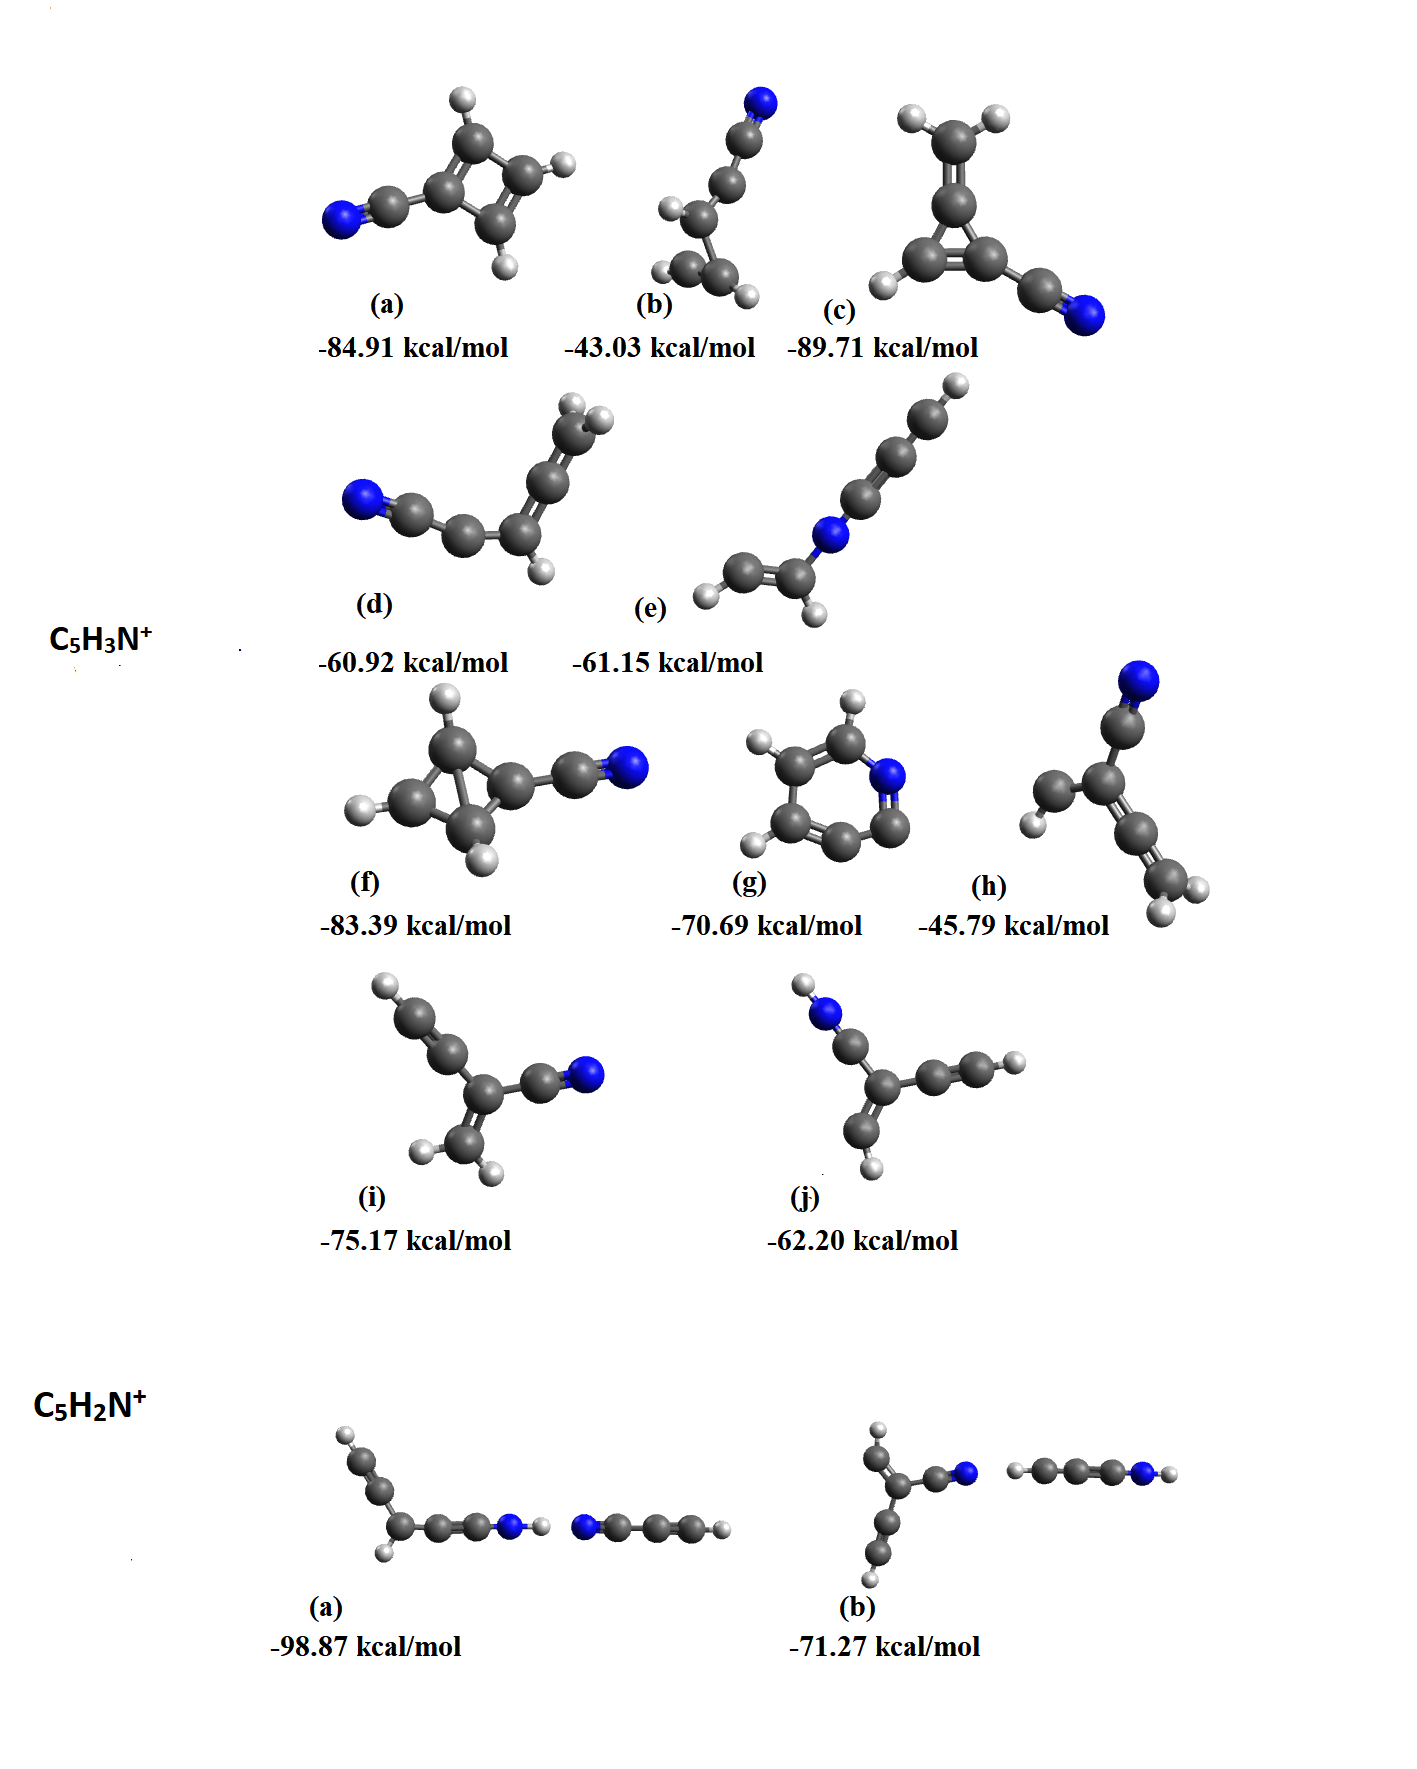 (a) (b) (c)
-84.91 kcal/mol -43.03 kcal/mol -89.71 kcal/mol
(d) (e)
C₅H₃N⁺
-60.92 kcal/mol -61.15 kcal/mol
(f) (g) (h)
-83.39 kcal/mol -70.69 kcal/mol -45.79 kcal/mol
(i) (j)
-75.17 kcal/mol -62.20 kcal/mol
C₅H₂N⁺
(a) (b)
-98.87 kcal/mol -71.27 kcal/mol